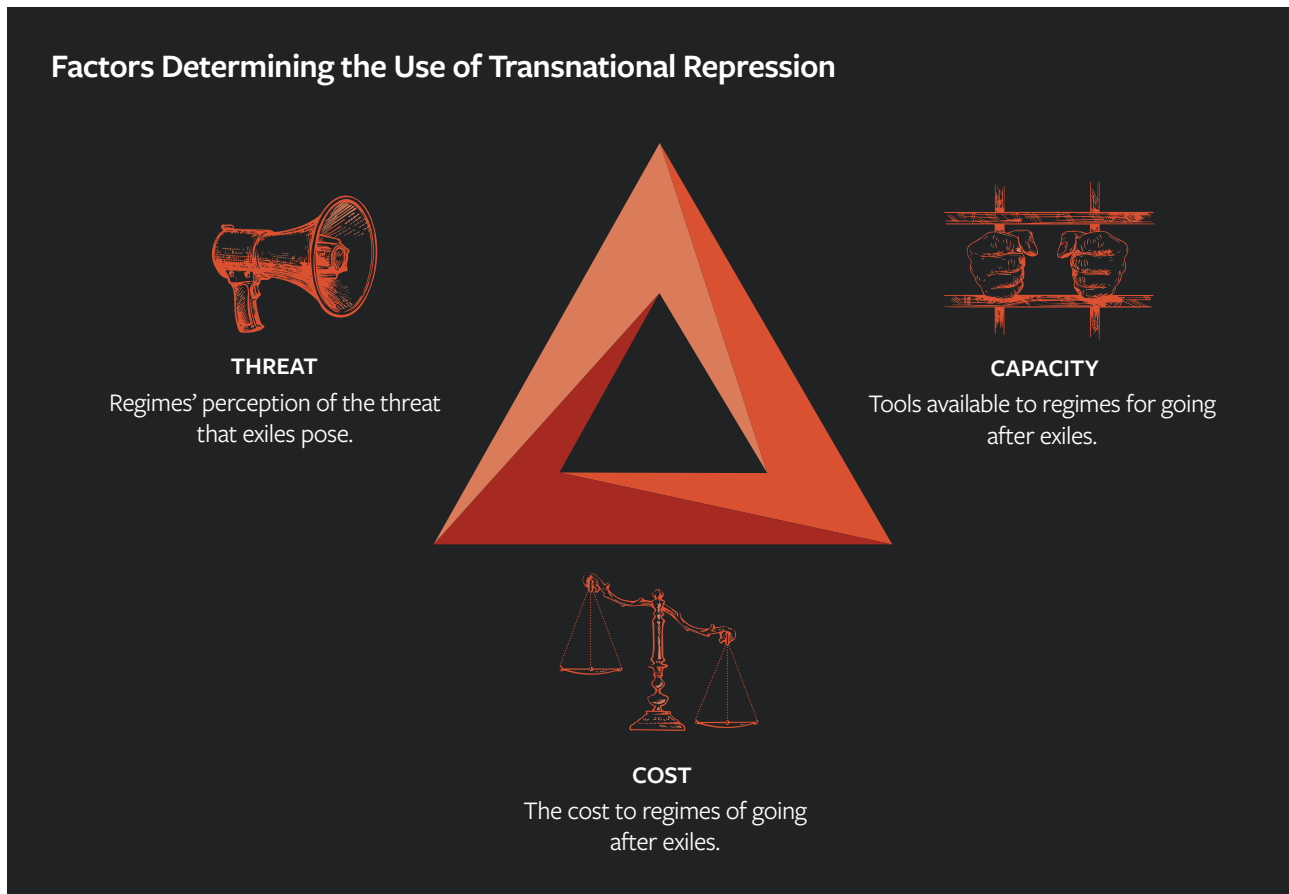 Factors Determining the Use of Transnational Repression
THREAT
Regimes’ perception of the threat
that exiles pose.
CAPACITY
Tools available to regimes for going
after exiles.
COST
The cost to regimes of going
after exiles.